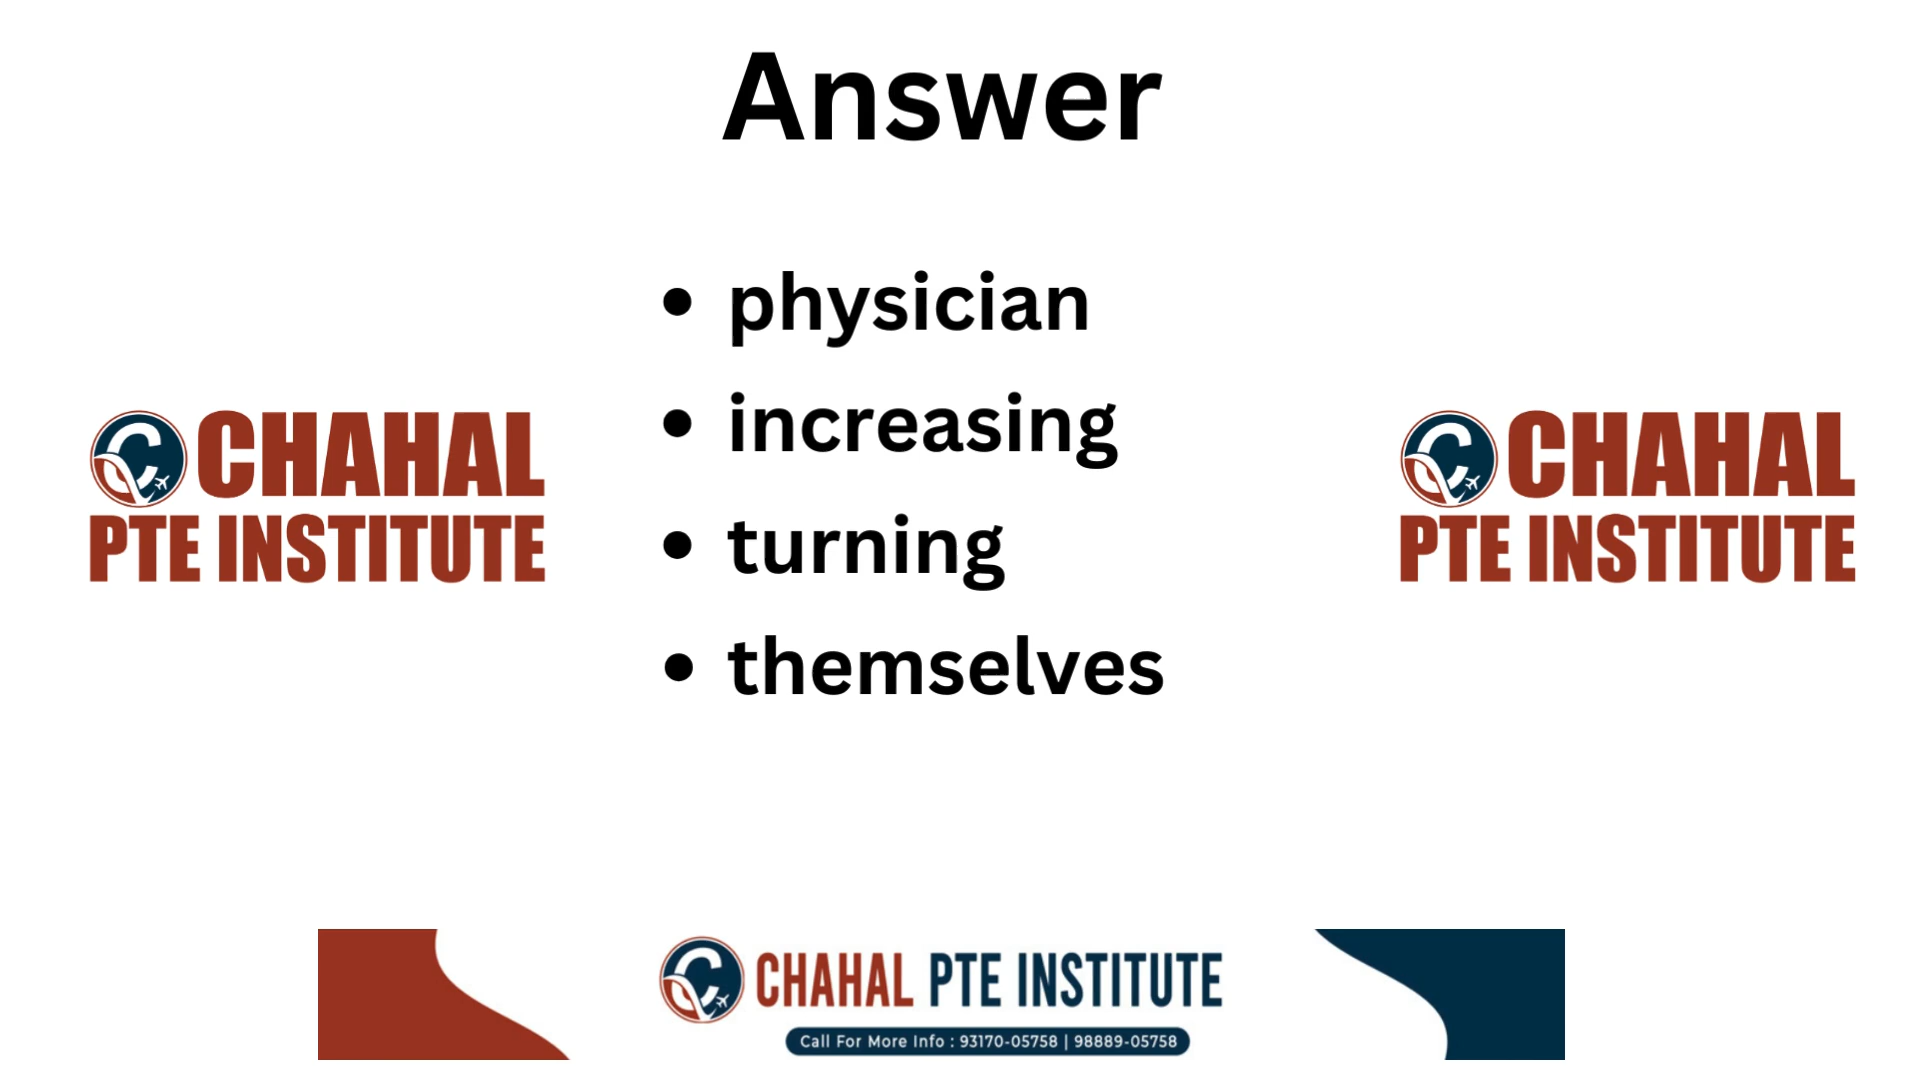 Answer
• physician
• increasing
• turning
• themselves
CHAHAL
PTE INSTITUTE
CHAHAL
PTE INSTITUTE
CHAHAL PTE INSTITUTE
Call For More Info : 93170-05758 | 98889-05758